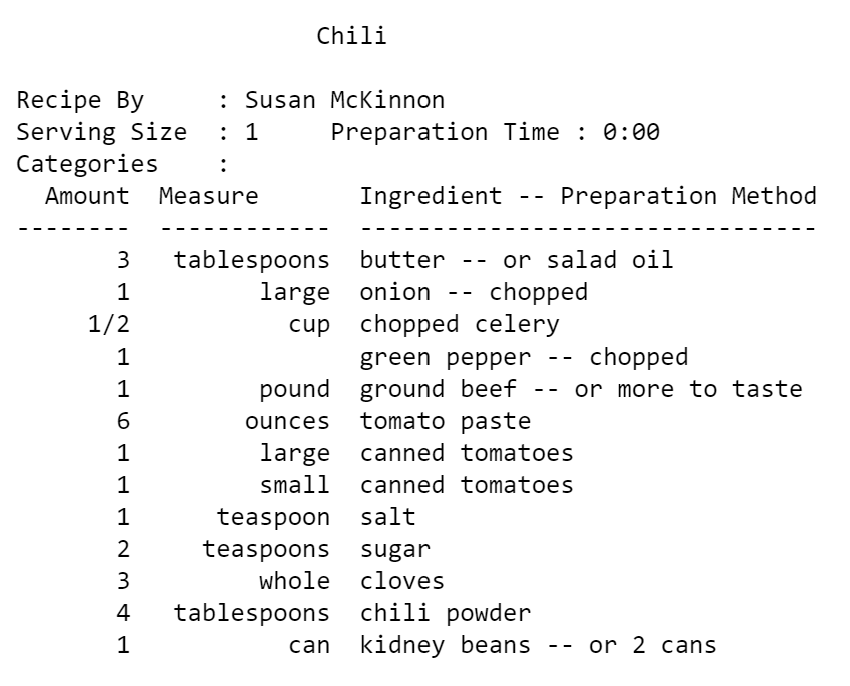 Chili
Recipe By     : Susan McKinnon
Serving Size  : 1     Preparation Time : 0:00
Categories    :
  Amount  Measure       Ingredient -- Preparation Method
--------  ------------  --------------------------------
       3   tablespoons  butter -- or salad oil
       1         large  onion -- chopped
     1/2           cup  chopped celery
       1                green pepper -- chopped
       1         pound  ground beef -- or more to taste
       6        ounces  tomato paste
       1         large  canned tomatoes
       1         small  canned tomatoes
       1      teaspoon  salt
       2     teaspoons  sugar
       3         whole  cloves
       4   tablespoons  chili powder
       1           can  kidney beans -- or 2 cans